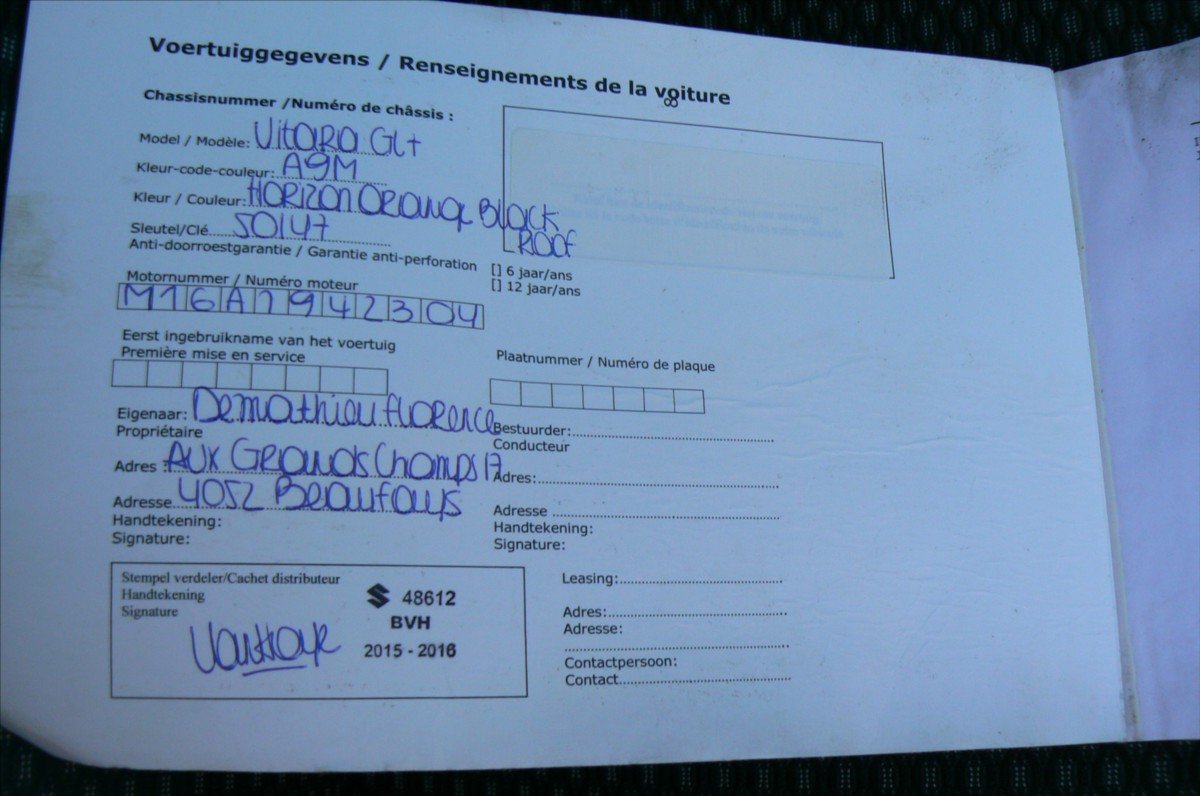 Voertuiggegevens / Renseignements de la voiture
Chassisnummer /Numéro de châssis :
Model / Modèle: Vitara GL+
Kleur-code-couleur: A9M
Kleur / Couleur: Horizon Orange Black Roof
Sleutel/Clé 50147
Anti-doorroestgarantie / Garantie anti-perforation
[] 6 jaar/ans
[] 12 jaar/ans
Motornummer / Numéro moteur
M16A1942304
Eerst ingebruikname van het voertuig
Première mise en service
Plaatnummer / Numéro de plaque
Eigenaar: Demathieu Florence
Propriétaire
Adres : Aux Grands Champs 17
Adresse 4052 Beaufays
Handtekening:
Signature:
Bestuurder:
Conducteur
Adres:
Adresse
Handtekening:
Signature:
Stempel verdeler/Cachet distributeur
Handtekening
Signature
48612
BVH
2015 - 2016
Leasing:
Adres:
Adresse:
Contactpersoon:
Contact